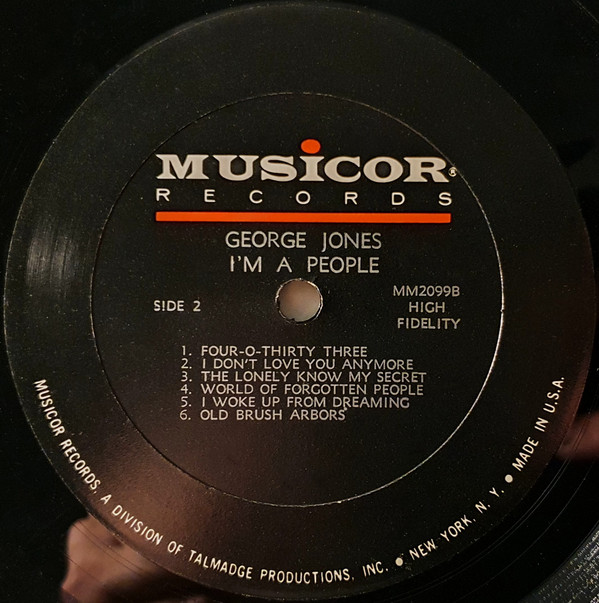 MUSICOR®
RECORDS
GEORGE JONES
I'M A PEOPLE
SIDE 2
MM2099B
HIGH
FIDELITY
1. FOUR-O-THIRTY THREE
2. I DON'T LOVE YOU ANYMORE
3. THE LONELY KNOW MY SECRET
4. WORLD OF FORGOTTEN PEOPLE
5. I WOKE UP FROM DREAMING
6. OLD BRUSH ARBORS
MUSICOR RECORDS, A DIVISION OF TALMADGE PRODUCTIONS, INC. ● NEW YORK, N. Y. ● MADE IN U.S.A.